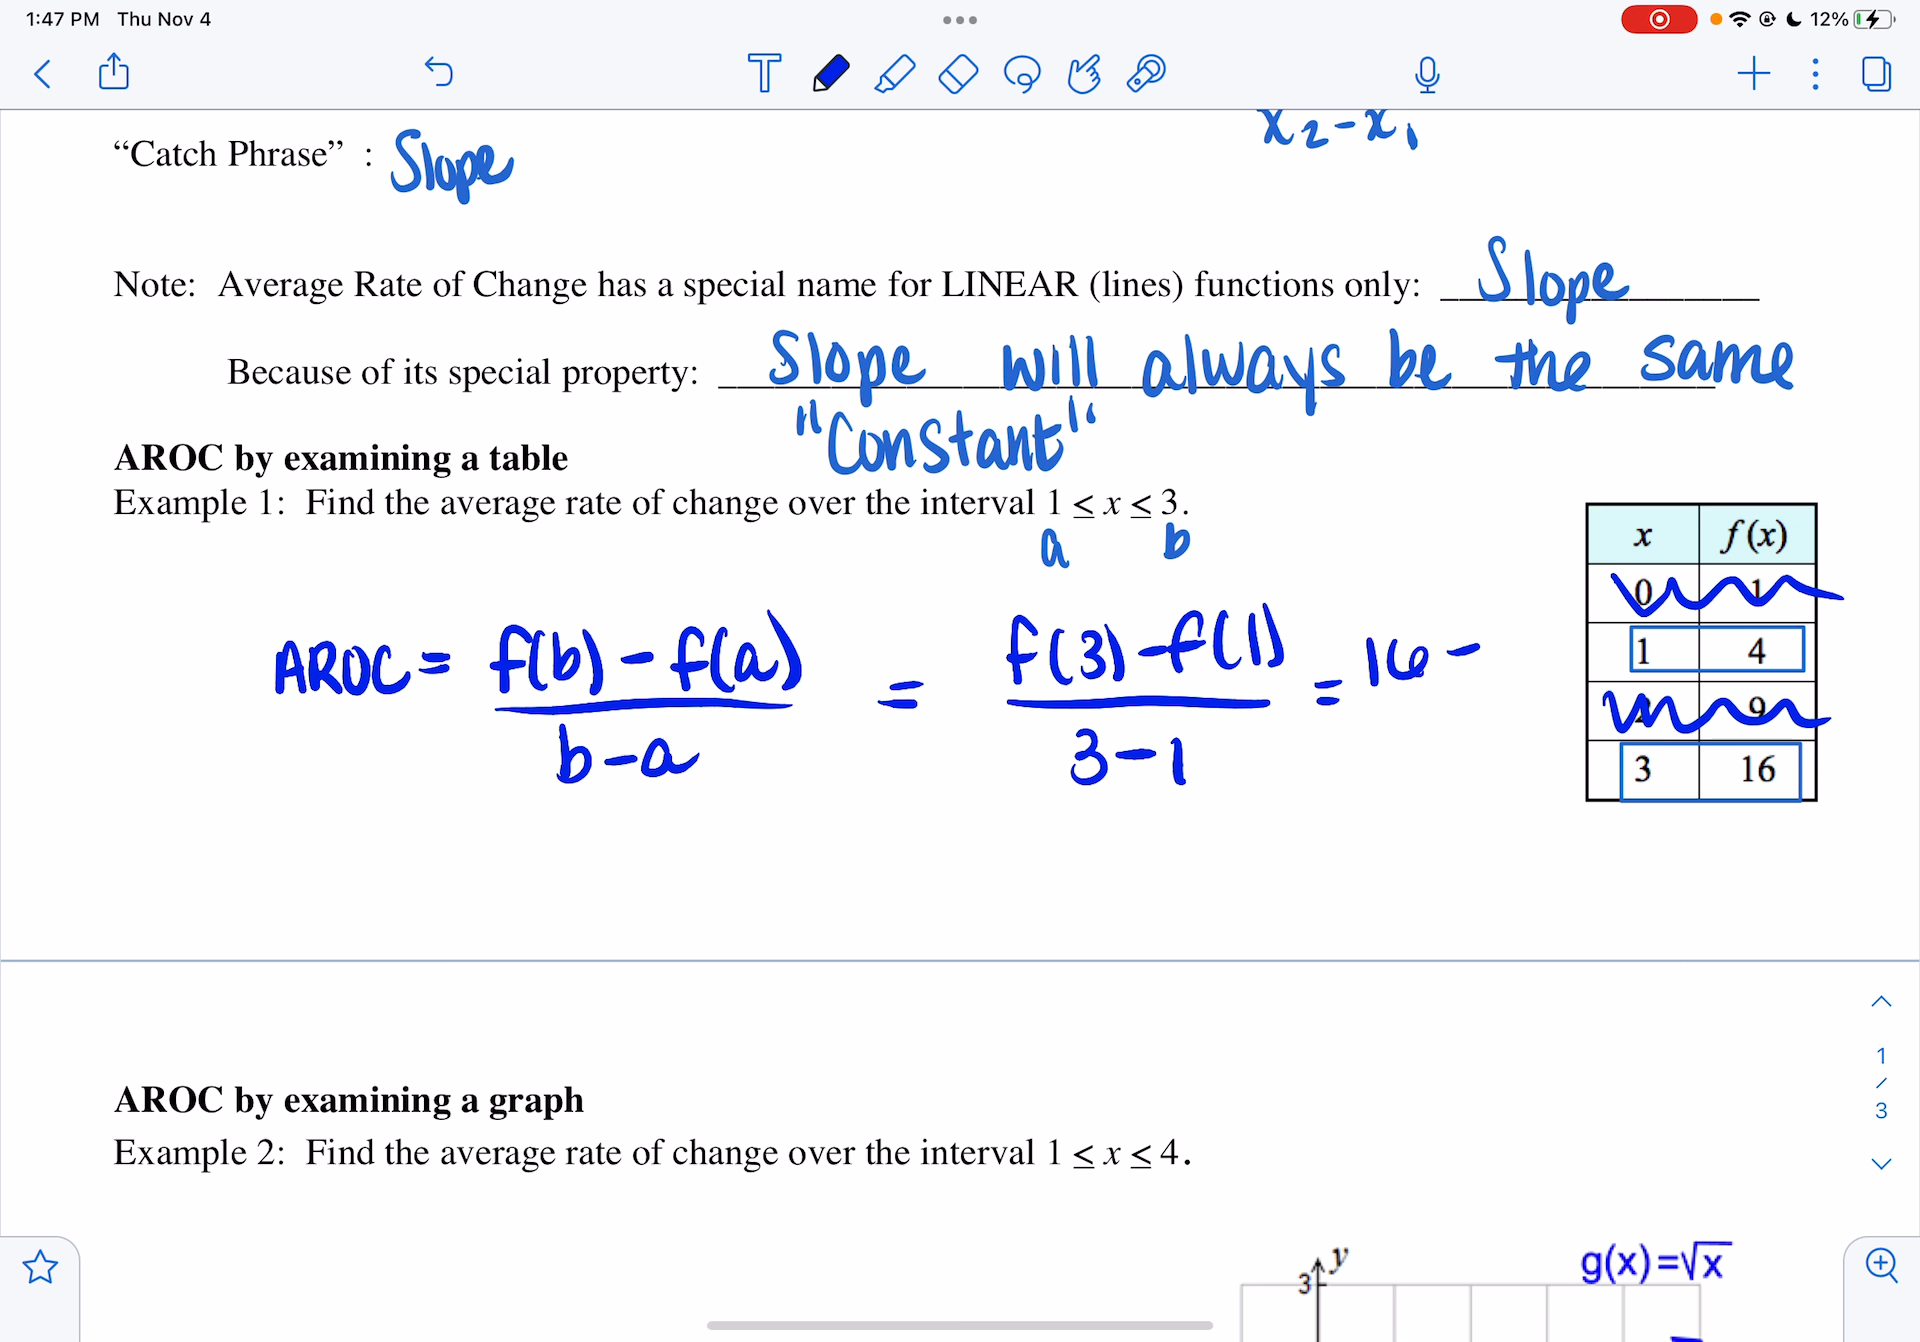 1:47 PM Thu Nov 4
12%
x₂-x₁
"Catch Phrase" : Slope
Note: Average Rate of Change has a special name for LINEAR (lines) functions only: Slope
Because of its special property: Slope will always be the same
"Constant"
AROC by examining a table
Example 1: Find the average rate of change over the interval 1 ≤ x ≤ 3.
a b
x f(x)
0 1
1 4
2 9
3 16
AROC = f(b) - f(a) = f(3) - f(1) = 16 -
b-a 3-1
AROC by examining a graph
Example 2: Find the average rate of change over the interval 1 ≤ x ≤ 4.
1
/
3
y
3
g(x)=√x